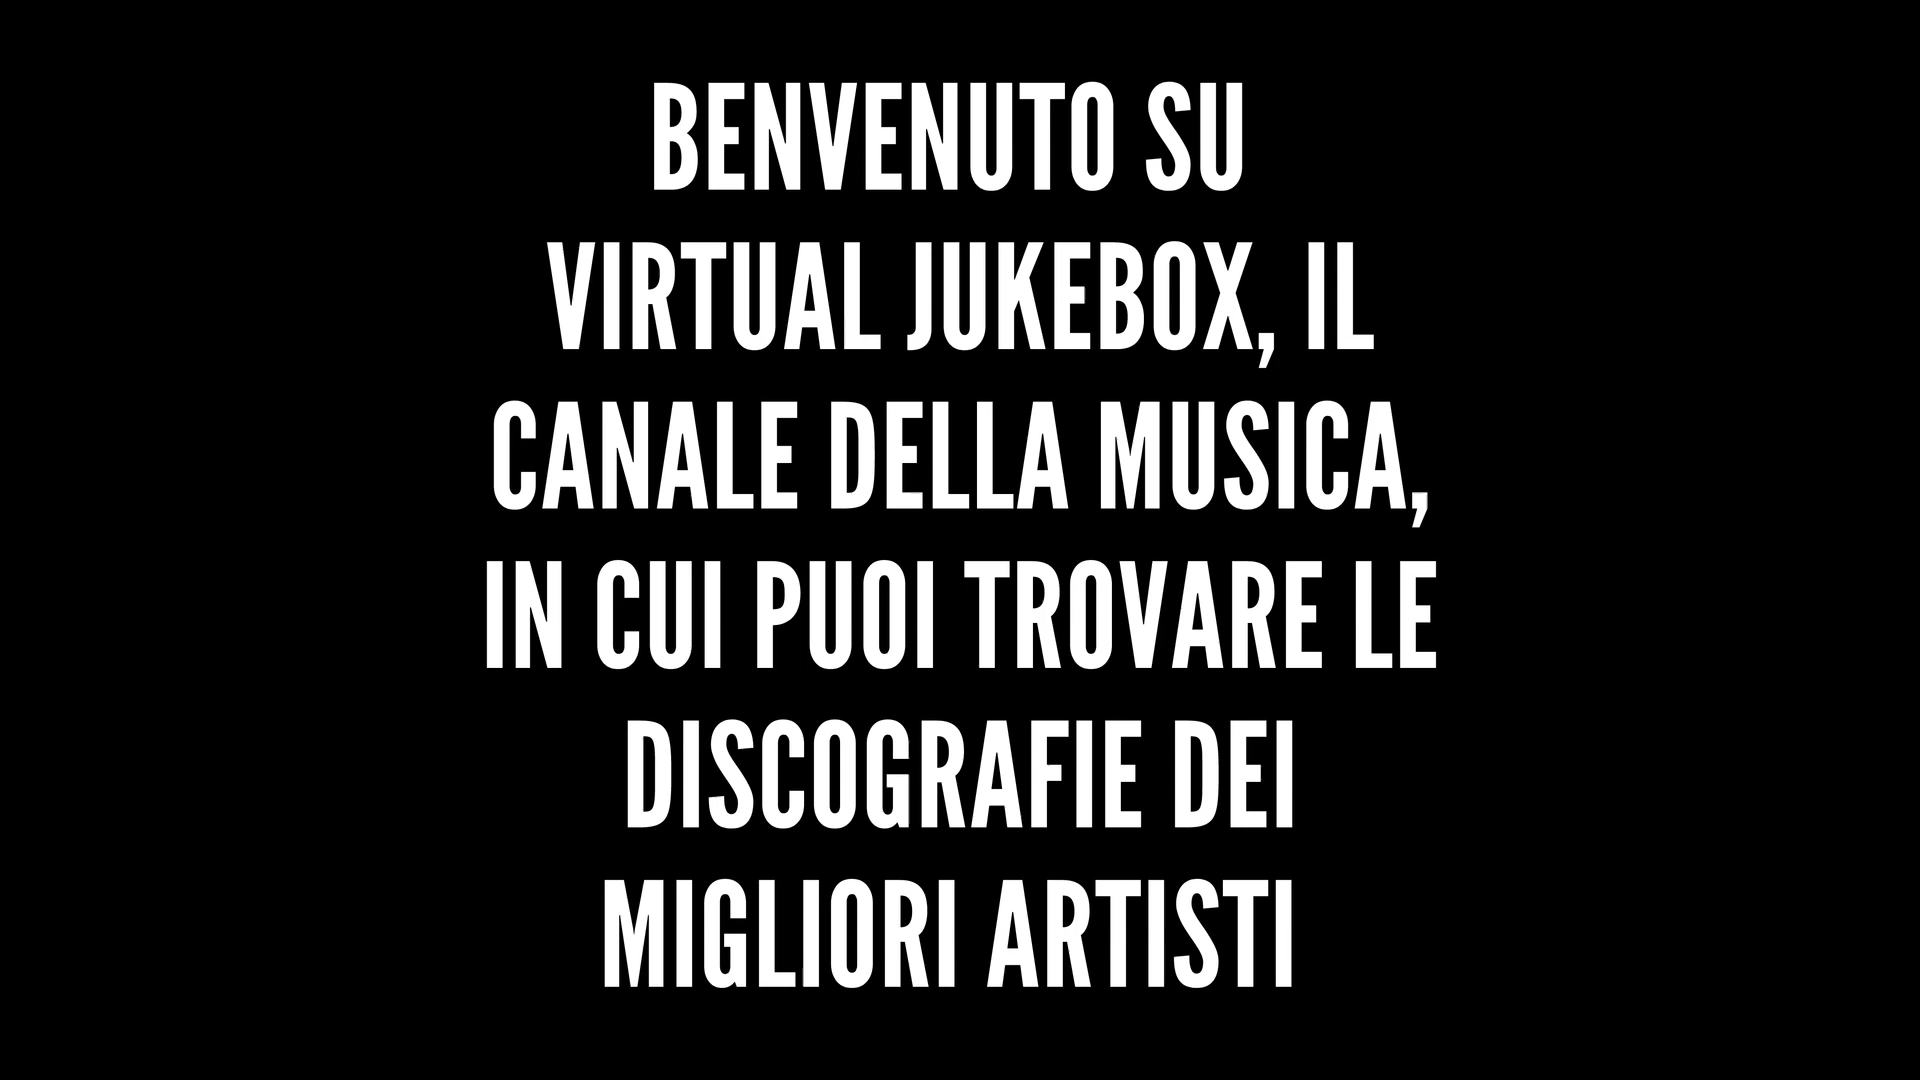 BENVENUTO SU
VIRTUAL JUKEBOX, IL
CANALE DELLA MUSICA,
IN CUI PUOI TROVARE LE
DISCOGRAFIE DEI
MIGLIORI ARTISTI